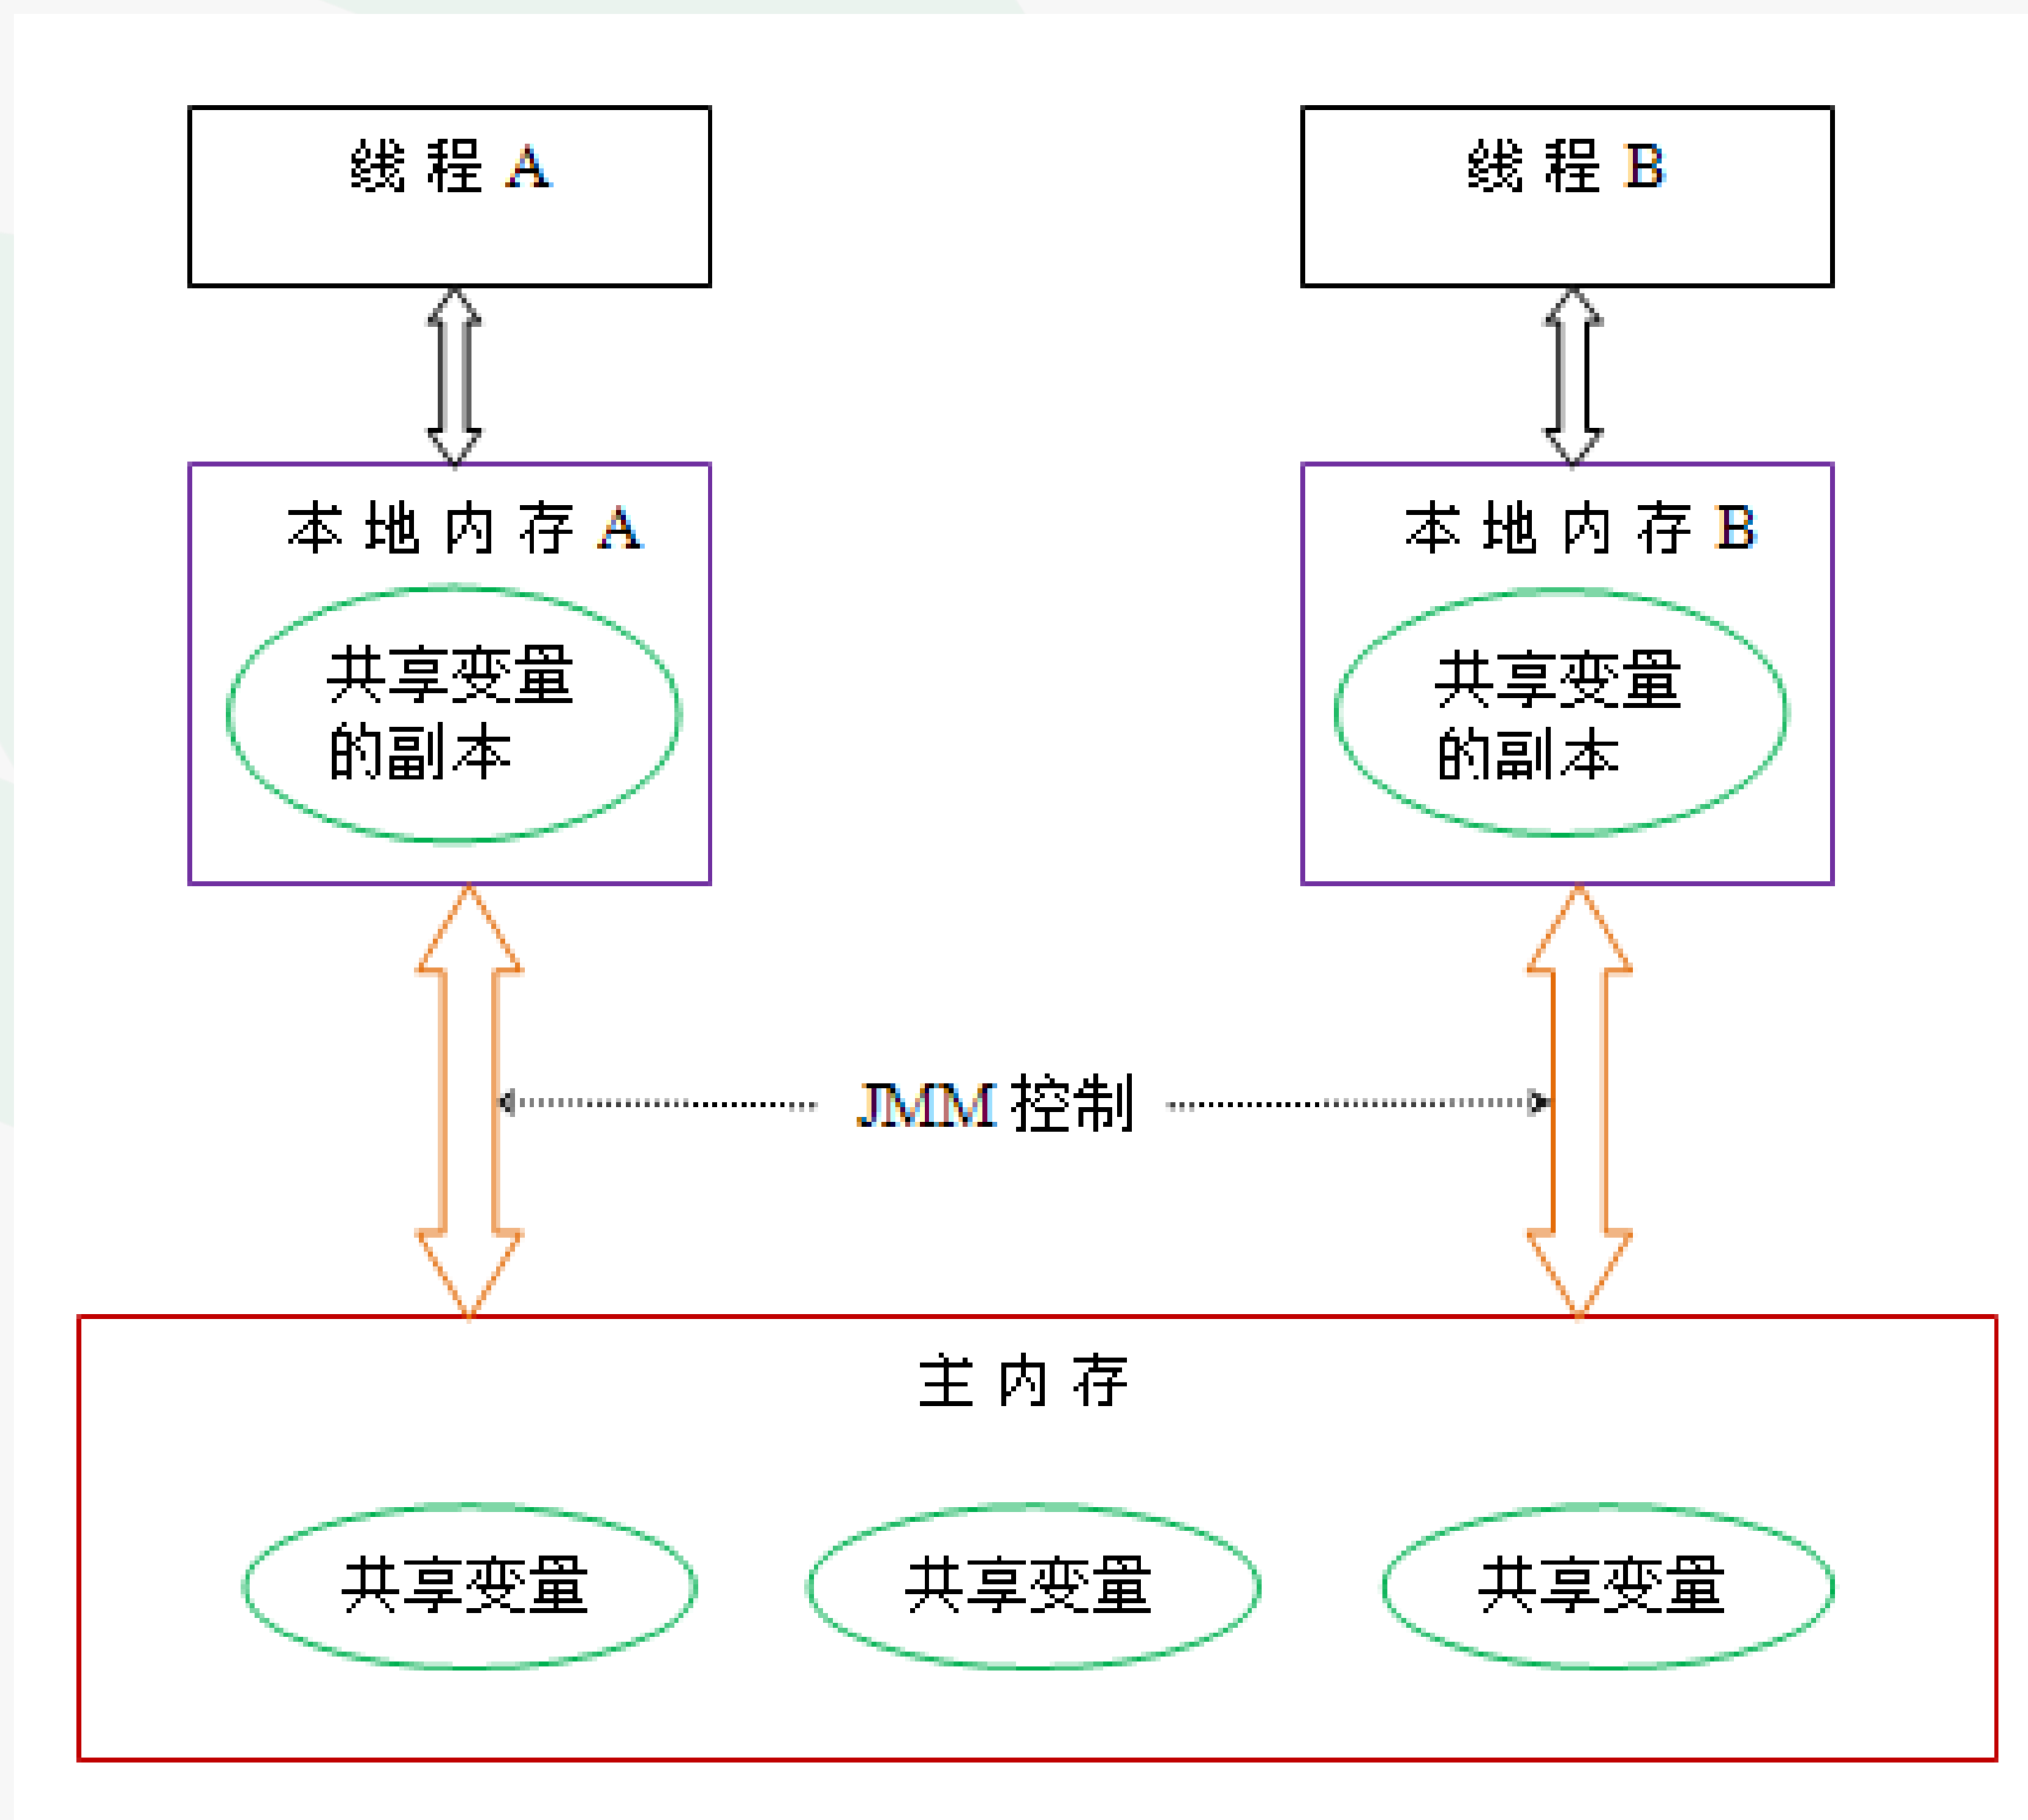 线程 A
线程 B
本地内存 A
共享变量
的副本
本地内存 B
共享变量
的副本
JMM 控制
主内存
共享变量
共享变量
共享变量